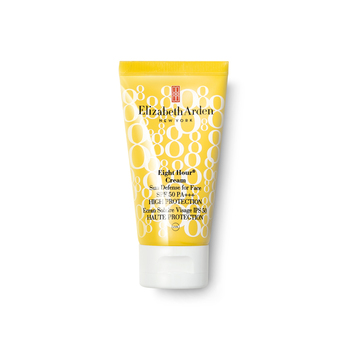 Elizabeth Arden
NEW YORK
Eight Hour®
Cream
Sun Defense for Face
SPF 50 PA+++
HIGH PROTECTION
Ecran Solaire Visage IPS 50
HAUTE PROTECTION